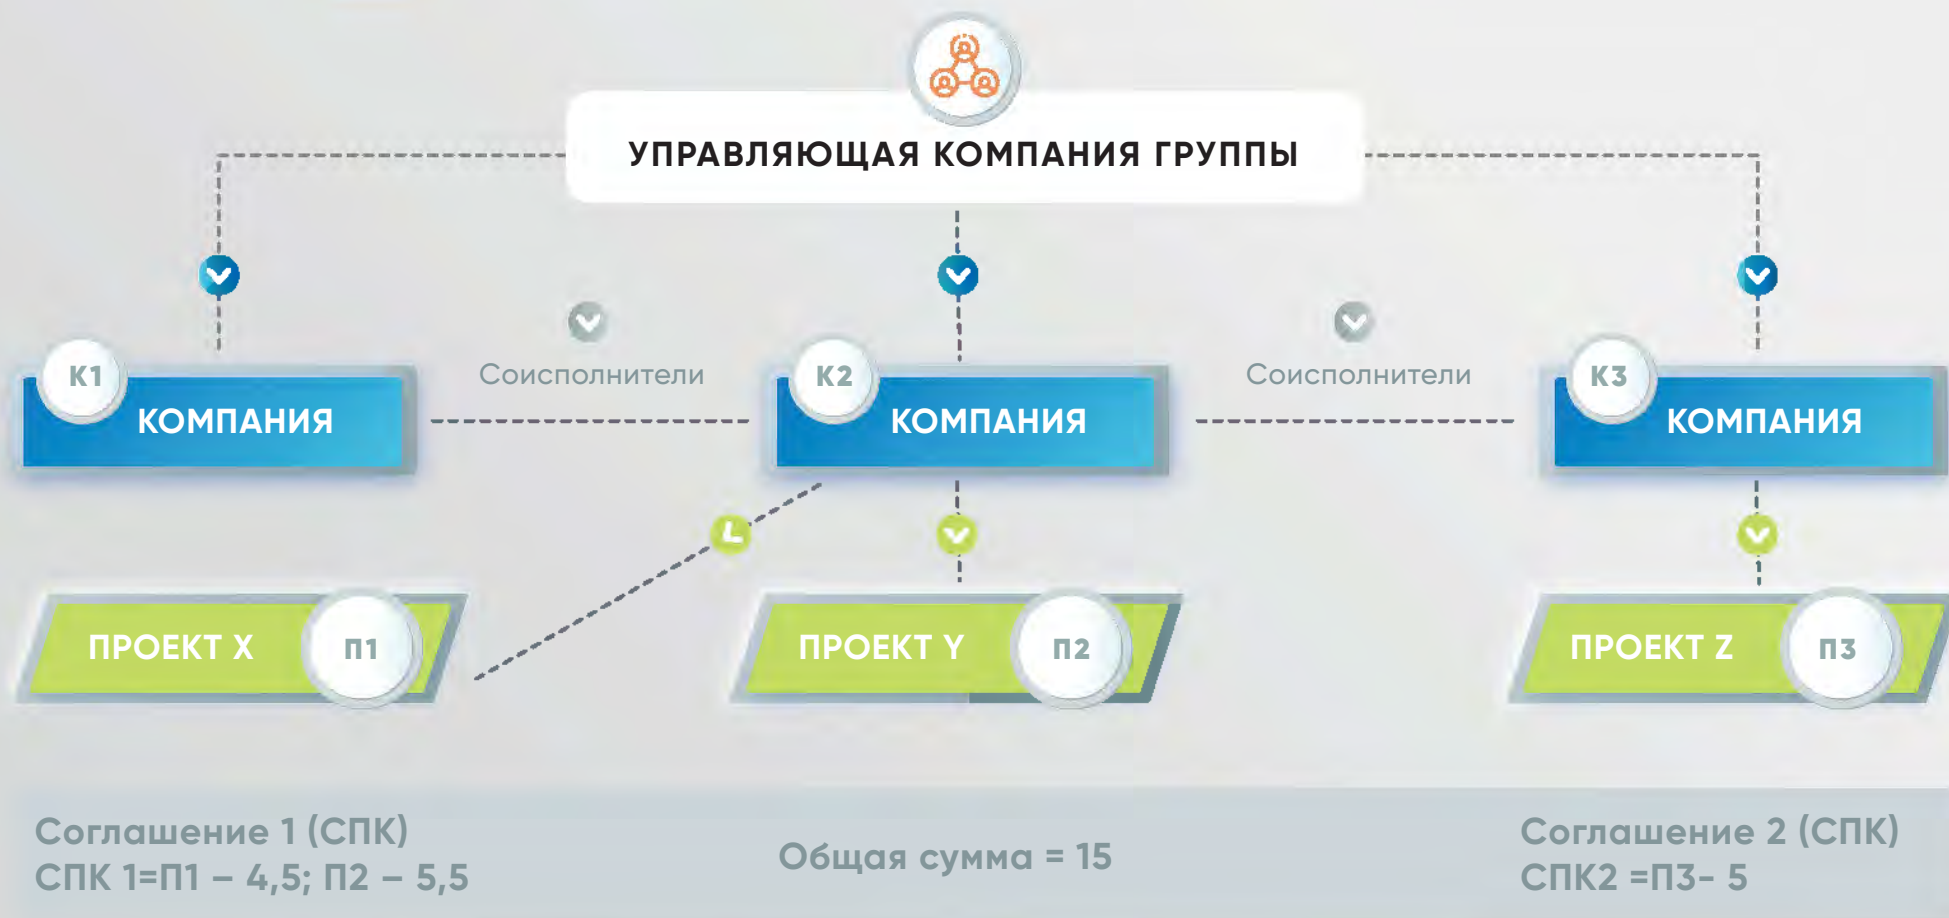 УПРАВЛЯЮЩАЯ КОМПАНИЯ ГРУППЫ
К1
КОМПАНИЯ
Соисполнители
К2
КОМПАНИЯ
Соисполнители
К3
КОМПАНИЯ
ПРОЕКТ X
П1
ПРОЕКТ Y
П2
ПРОЕКТ Z
П3
Соглашение 1 (СПК)
СПК 1=П1 – 4,5; П2 – 5,5
Общая сумма = 15
Соглашение 2 (СПК)
СПК2 =П3- 5